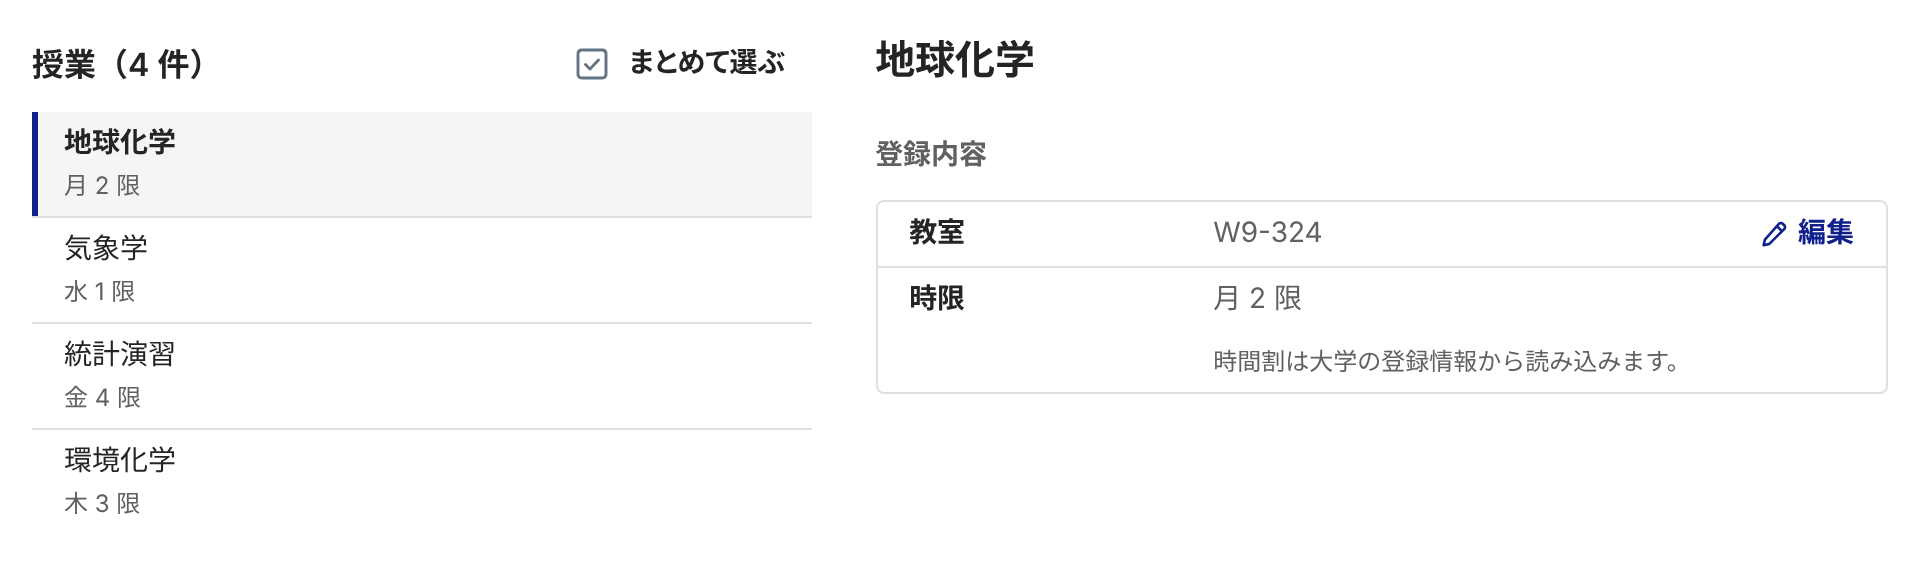 授業（4 件）
まとめて選ぶ
地球化学
月 2 限
気象学
水 1 限
統計演習
金 4 限
環境化学
木 3 限
地球化学
登録内容
教室 W9-324 編集
時限 月 2 限
時間割は大学の登録情報から読み込みます。